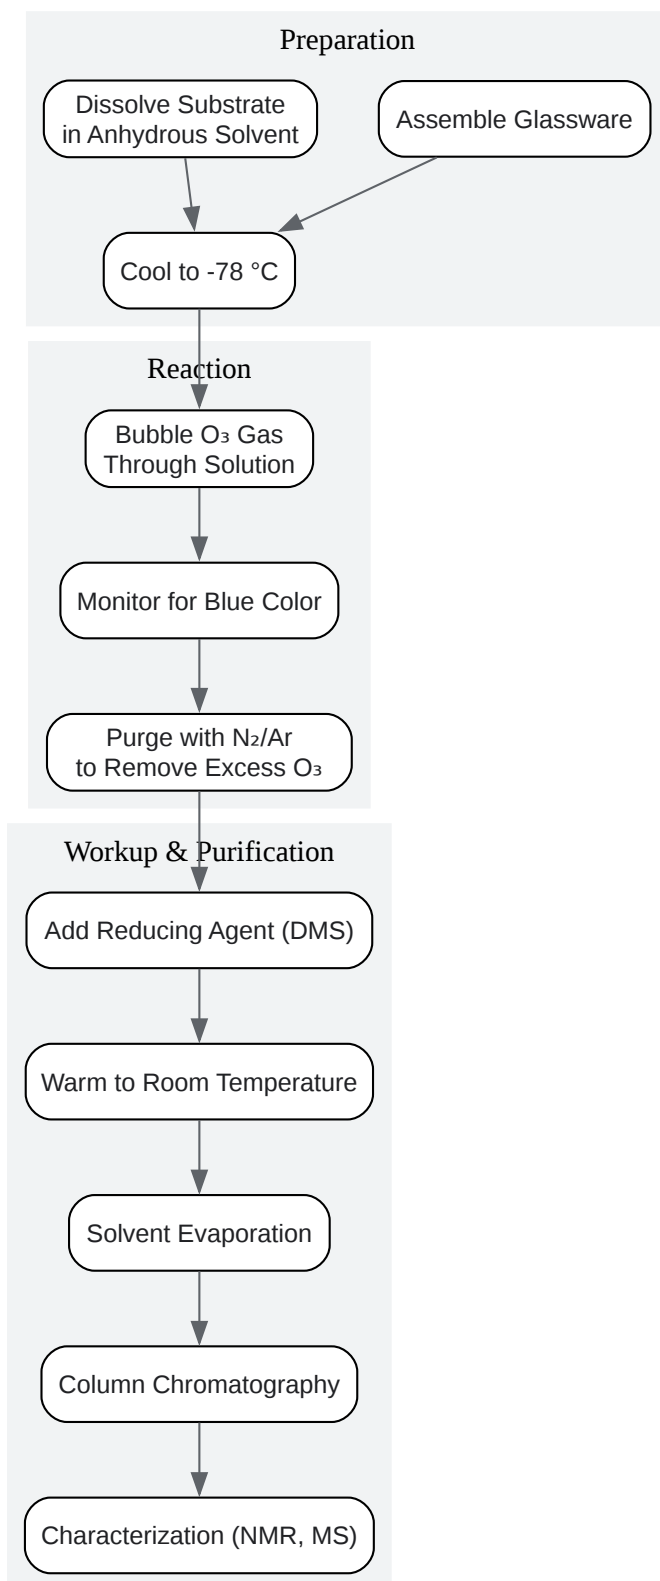 Preparation
Dissolve Substrate
in Anhydrous Solvent
Assemble Glassware
Cool to -78 °C
Reaction
Bubble O₃ Gas
Through Solution
Monitor for Blue Color
Purge with N₂/Ar
to Remove Excess O₃
Workup & Purification
Add Reducing Agent (DMS)
Warm to Room Temperature
Solvent Evaporation
Column Chromatography
Characterization (NMR, MS)